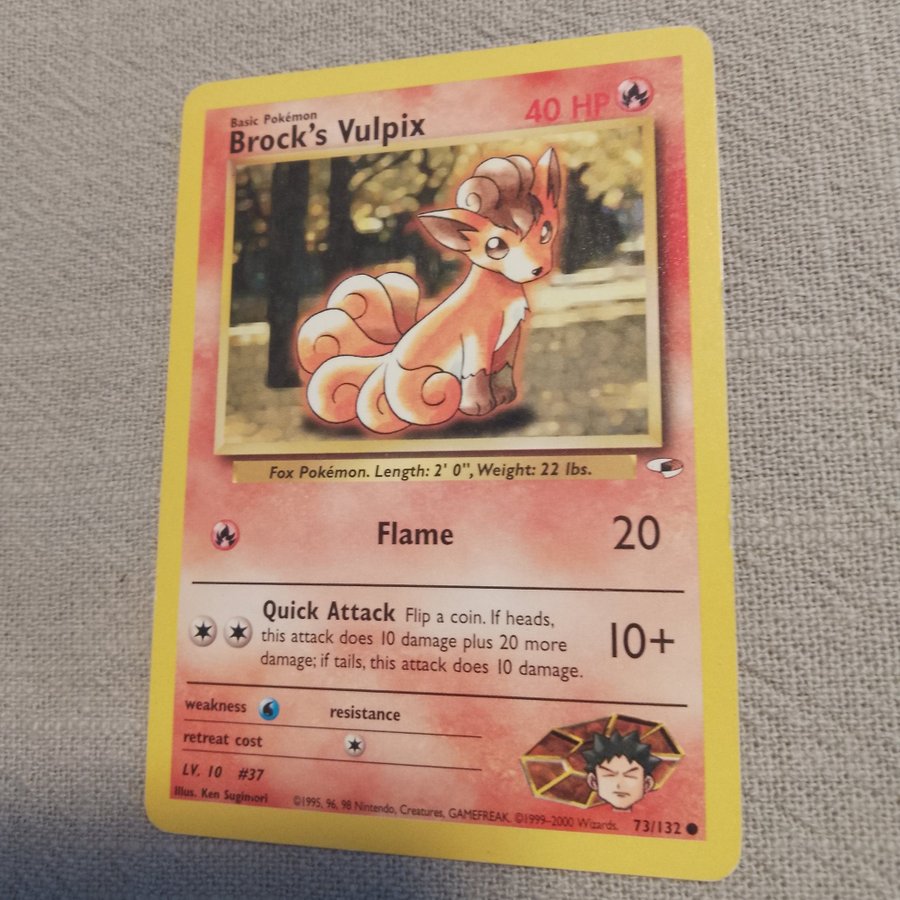 Basic Pokémon
Brock's Vulpix
40 HP
Fox Pokémon. Length: 2' 0", Weight: 22 lbs.
Flame 20
Quick Attack Flip a coin. If heads,
this attack does 10 damage plus 20 more
damage; if tails, this attack does 10 damage.
10+
weakness
resistance
retreat cost
LV. 10 #37
Illus. Ken Sugimori
©1995, 96, 98 Nintendo, Creatures, GAMEFREAK. ©1999–2000 Wizards.
73/132